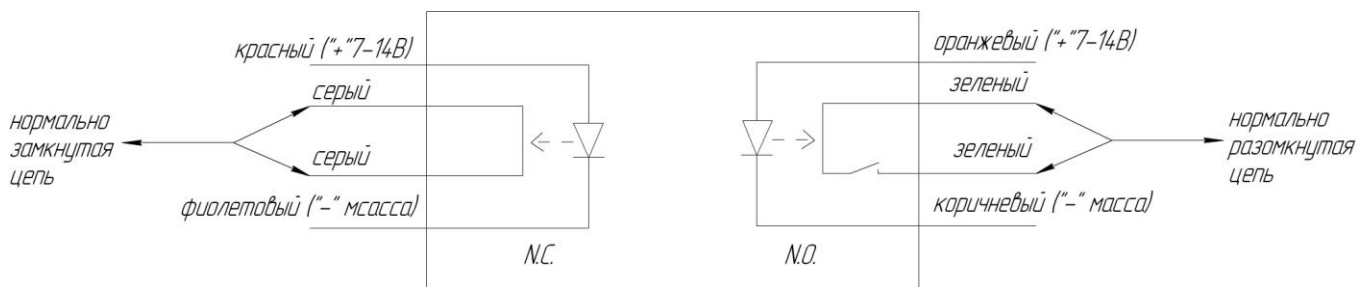 красный ("+"7-14В)
серый
нормально
замкнутая
цепь
серый
фиолетовый ("-" мсасса)
N.C.
оранжевый ("+"7-14В)
зеленый
нормально
разомкнутая
цепь
зеленый
коричневый ("-" масса)
N.O.